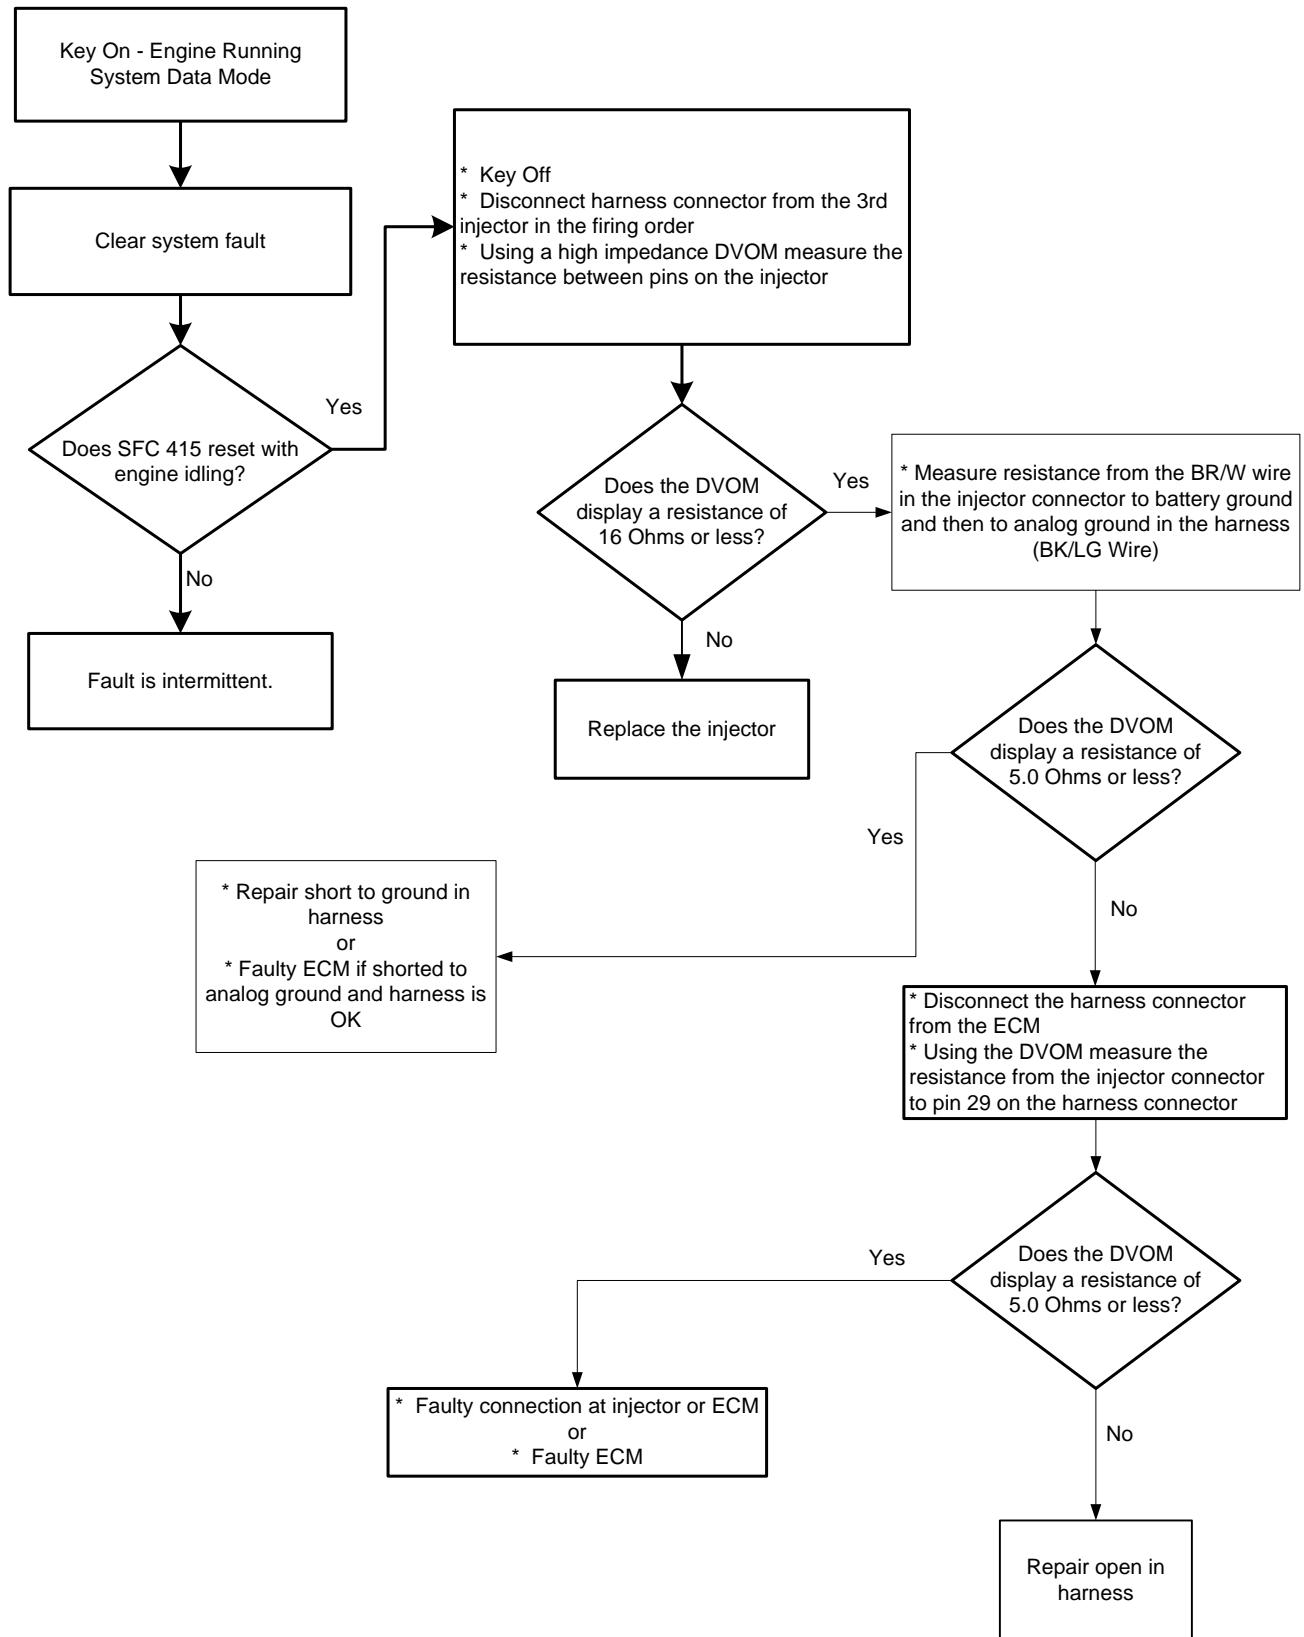 Key On - Engine Running
System Data Mode
Clear system fault
Does SFC 415 reset with
engine idling?
Yes
No
Fault is intermittent.
* Key Off
* Disconnect harness connector from the 3rd
injector in the firing order
* Using a high impedance DVOM measure the
resistance between pins on the injector
Does the DVOM
display a resistance of
16 Ohms or less?
Yes
No
Replace the injector
* Measure resistance from the BR/W wire
in the injector connector to battery ground
and then to analog ground in the harness
(BK/LG Wire)
Does the DVOM
display a resistance of
5.0 Ohms or less?
Yes
No
* Repair short to ground in
harness
or
* Faulty ECM if shorted to
analog ground and harness is
OK
* Disconnect the harness connector
from the ECM
* Using the DVOM measure the
resistance from the injector connector
to pin 29 on the harness connector
Does the DVOM
display a resistance of
5.0 Ohms or less?
Yes
No
* Faulty connection at injector or ECM
or
* Faulty ECM
Repair open in
harness